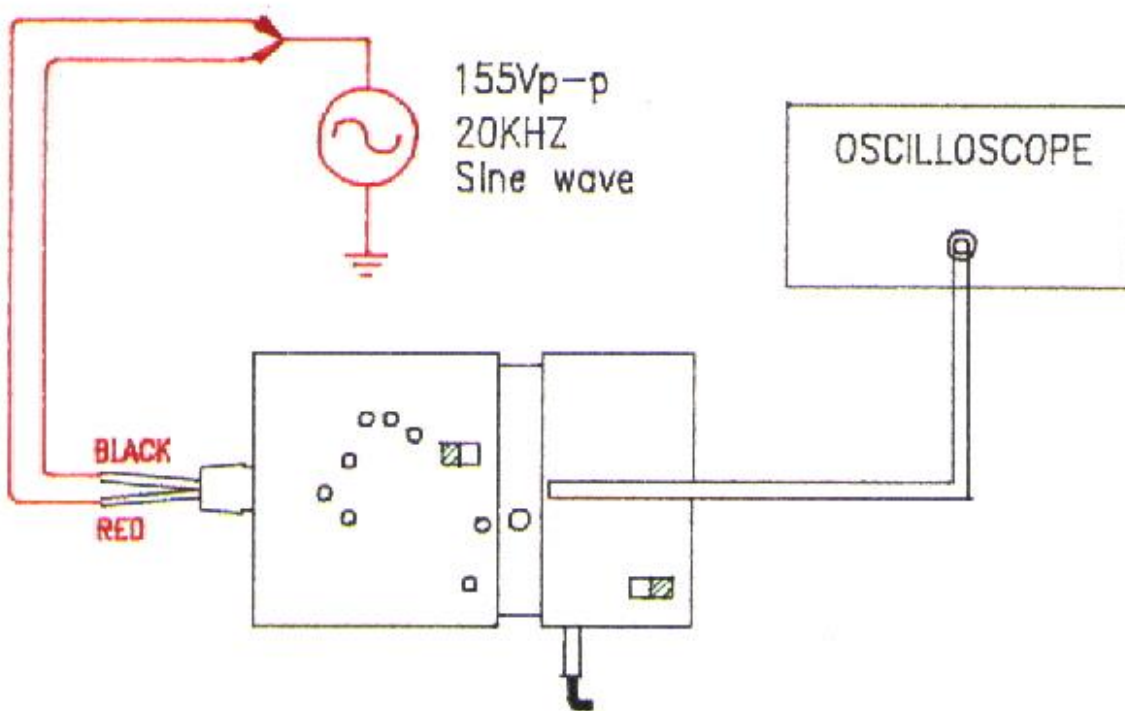 155Vp-p
20KHZ
Sine wave
OSCILLOSCOPE
BLACK
RED